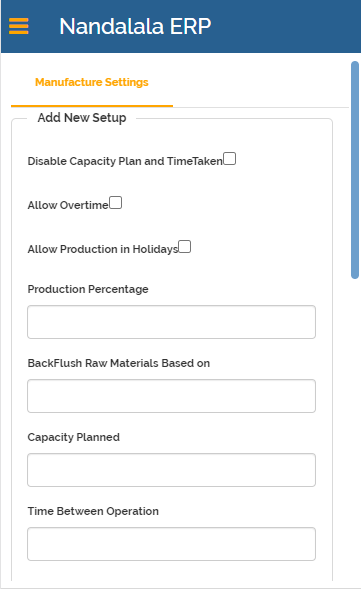 Nandalala ERP
Manufacture Settings
Add New Setup
Disable Capacity Plan and TimeTaken
Allow Overtime
Allow Production in Holidays
Production Percentage
BackFlush Raw Materials Based on
Capacity Planned
Time Between Operation